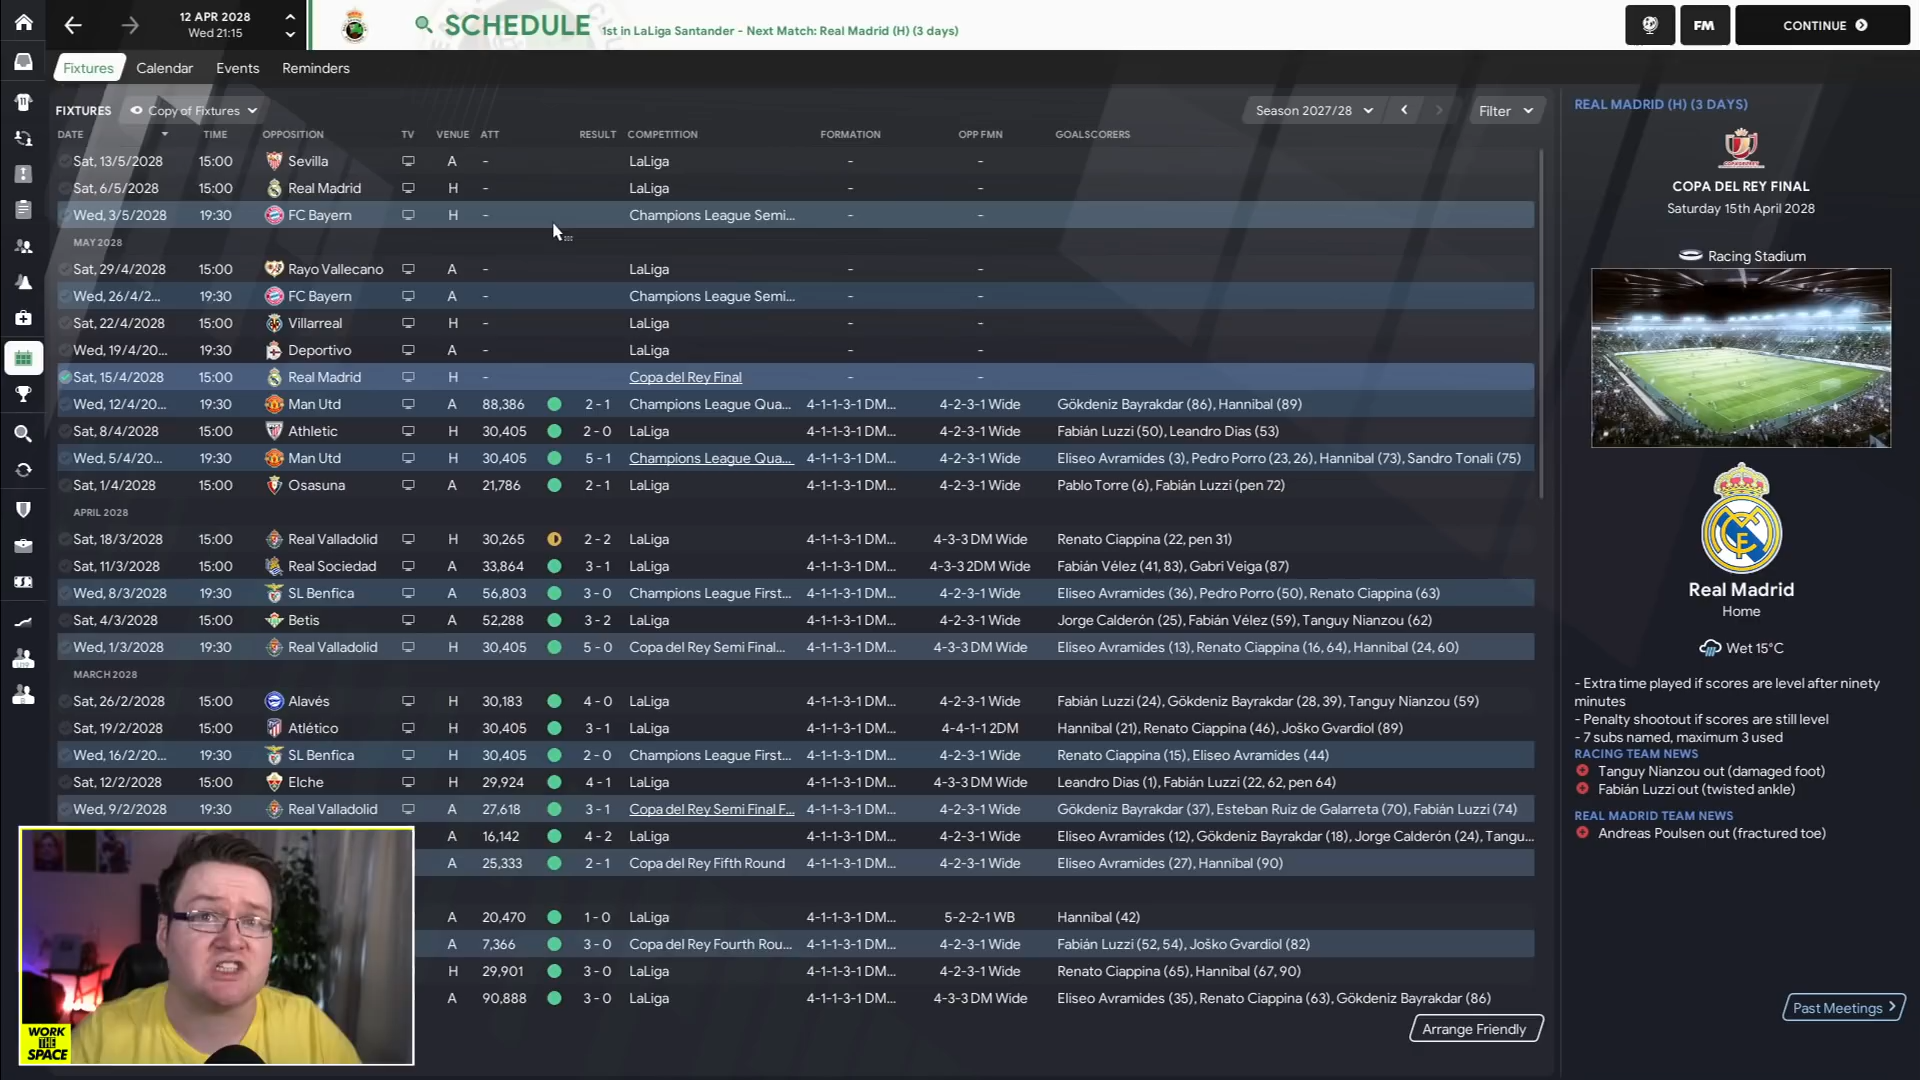 12 APR 2028
Wed 21:15
SCHEDULE
1st in LaLiga Santander - Next Match: Real Madrid (H) (3 days)
FM
CONTINUE
Fixtures Calendar Events Reminders
FIXTURES Copy of Fixtures Season 2027/28 Filter
DATE TIME OPPOSITION TV VENUE ATT RESULT COMPETITION FORMATION OPP FMN GOALSCORERS
Sat, 13/5/2028 15:00 Sevilla A - LaLiga - -
Sat, 6/5/2028 15:00 Real Madrid H - LaLiga - -
Wed, 3/5/2028 19:30 FC Bayern H - Champions League Semi... - -
MAY 2028
Sat, 29/4/2028 15:00 Rayo Vallecano A - LaLiga - -
Wed, 26/4/2... 19:30 FC Bayern A - Champions League Semi... - -
Sat, 22/4/2028 15:00 Villarreal H - LaLiga - -
Wed, 19/4/20... 19:30 Deportivo A - LaLiga - -
Sat, 15/4/2028 15:00 Real Madrid H - Copa del Rey Final - -
Wed, 12/4/20... 19:30 Man Utd A 88,386 2 - 1 Champions League Qua... 4-1-1-3-1 DM... 4-2-3-1 Wide Gökdeniz Bayrakdar (86), Hannibal (89)
Sat, 8/4/2028 15:00 Athletic H 30,405 2 - 0 LaLiga 4-1-1-3-1 DM... 4-2-3-1 Wide Fabián Luzzi (50), Leandro Dias (53)
Wed, 5/4/20... 19:30 Man Utd H 30,405 5 - 1 Champions League Qua... 4-1-1-3-1 DM... 4-2-3-1 Wide Eliseo Avramides (3), Pedro Porro (23, 26), Hannibal (73), Sandro Tonali (75)
Sat, 1/4/2028 15:00 Osasuna A 21,786 2 - 1 LaLiga 4-1-1-3-1 DM... 4-2-3-1 Wide Pablo Torre (6), Fabián Luzzi (pen 72)
APRIL 2028
Sat, 18/3/2028 15:00 Real Valladolid H 30,265 2 - 2 LaLiga 4-1-1-3-1 DM... 4-3-3 DM Wide Renato Ciappina (22, pen 31)
Sat, 11/3/2028 15:00 Real Sociedad A 33,864 3 - 1 LaLiga 4-1-1-3-1 DM... 4-3-3 2DM Wide Fabián Vélez (41, 83), Gabri Veiga (87)
Wed, 8/3/2028 19:30 SL Benfica A 56,803 3 - 0 Champions League First... 4-1-1-3-1 DM... 4-2-3-1 Wide Eliseo Avramides (36), Pedro Porro (50), Renato Ciappina (63)
Sat, 4/3/2028 15:00 Betis A 52,288 3 - 2 LaLiga 4-1-1-3-1 DM... 4-2-3-1 Wide Jorge Calderón (25), Fabián Vélez (59), Tanguy Nianzou (62)
Wed, 1/3/2028 19:30 Real Valladolid H 30,405 5 - 0 Copa del Rey Semi Final... 4-1-1-3-1 DM... 4-3-3 DM Wide Eliseo Avramides (13), Renato Ciappina (16, 64), Hannibal (24, 60)
MARCH 2028
Sat, 26/2/2028 15:00 Alavés H 30,183 4 - 0 LaLiga 4-1-1-3-1 DM... 4-2-3-1 Wide Fabián Luzzi (24), Gökdeniz Bayrakdar (28, 39), Tanguy Nianzou (59)
Sat, 19/2/2028 15:00 Atlético H 30,405 3 - 1 LaLiga 4-1-1-3-1 DM... 4-4-1-1 2DM Hannibal (21), Renato Ciappina (46), Joško Gvardiol (89)
Wed, 16/2/20... 19:30 SL Benfica H 30,405 2 - 0 Champions League First... 4-1-1-3-1 DM... 4-2-3-1 Wide Renato Ciappina (15), Eliseo Avramides (44)
Sat, 12/2/2028 15:00 Elche H 29,924 4 - 1 LaLiga 4-1-1-3-1 DM... 4-3-3 DM Wide Leandro Dias (1), Fabián Luzzi (22, 62, pen 64)
Wed, 9/2/2028 19:30 Real Valladolid A 27,618 3 - 1 Copa del Rey Semi Final F... 4-1-1-3-1 DM... 4-2-3-1 Wide Gökdeniz Bayrakdar (37), Esteban Ruiz de Galarreta (70), Fabián Luzzi (74)
A 16,142 4 - 2 LaLiga 4-1-1-3-1 DM... 4-2-3-1 Wide Eliseo Avramides (12), Gökdeniz Bayrakdar (18), Jorge Calderón (24), Tangu...
A 25,333 2 - 1 Copa del Rey Fifth Round 4-1-1-3-1 DM... 4-2-3-1 Wide Eliseo Avramides (27), Hannibal (90)
A 20,470 1 - 0 LaLiga 4-1-1-3-1 DM... 5-2-2-1 WB Hannibal (42)
A 7,366 3 - 0 Copa del Rey Fourth Rou... 4-1-1-3-1 DM... 4-2-3-1 Wide Fabián Luzzi (52, 54), Joško Gvardiol (82)
H 29,901 3 - 0 LaLiga 4-1-1-3-1 DM... 4-2-3-1 Wide Renato Ciappina (65), Hannibal (67, 90)
A 90,888 3 - 0 LaLiga 4-1-1-3-1 DM... 4-3-3 DM Wide Eliseo Avramides (35), Renato Ciappina (63), Gökdeniz Bayrakdar (86)
Arrange Friendly
REAL MADRID (H) (3 DAYS)
COPA DEL REY FINAL
Saturday 15th April 2028
Racing Stadium
Real Madrid
Home
Wet 15°C
- Extra time played if scores are level after ninety
minutes
- Penalty shootout if scores are still level
- 7 subs named, maximum 3 used
RACING TEAM NEWS
Tanguy Nianzou out (damaged foot)
Fabián Luzzi out (twisted ankle)
REAL MADRID TEAM NEWS
Andreas Poulsen out (fractured toe)
Past Meetings
WORK
THE
SPACE